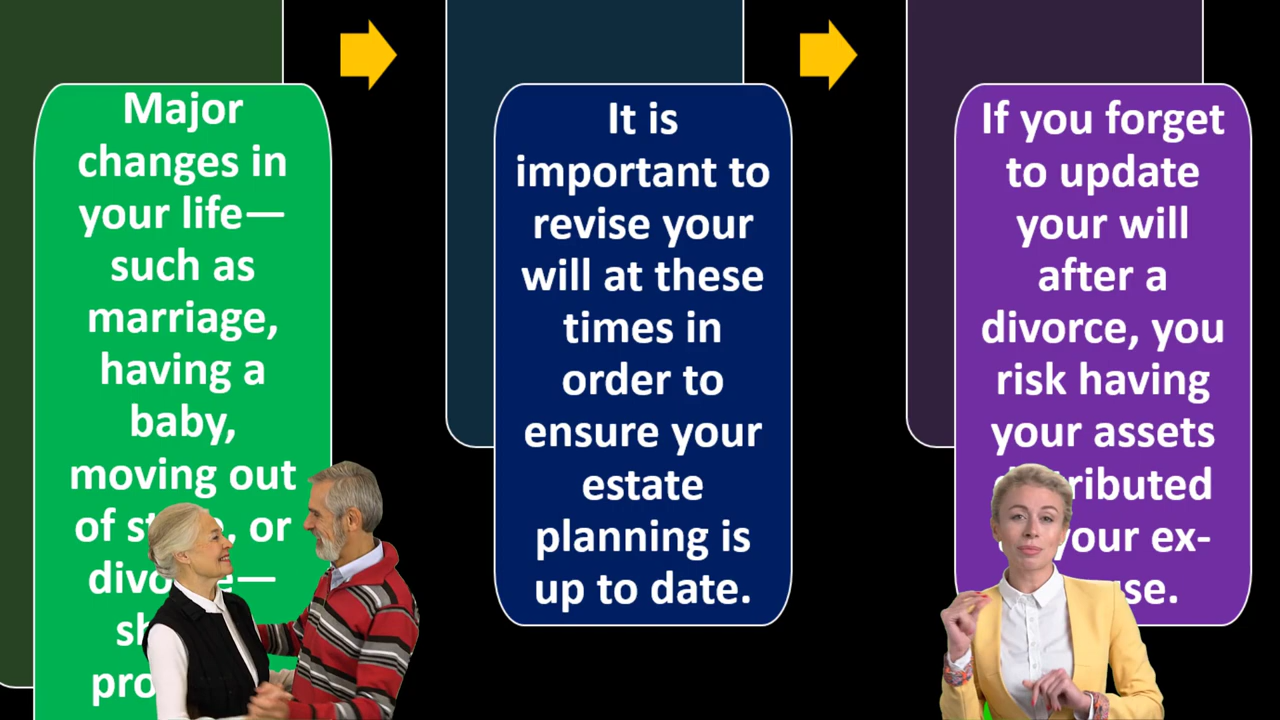 Major
changes in
your life—
such as
marriage,
having a
baby,
moving out
of or
It is
important to
revise your
will at these
times in
order to
ensure your
estate
planning is
up to date.
If you forget
to update
your will
after a
divorce, you
risk having
your assets
your ex-